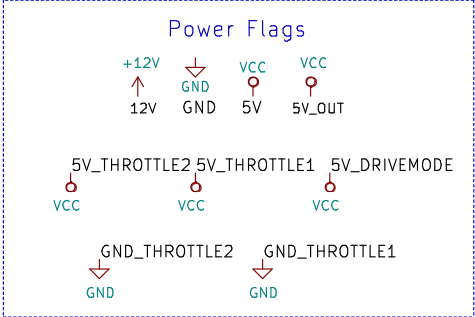 Power Flags
+12V GND VCC VCC
12V GND 5V 5V_OUT
5V_THROTTLE2 5V_THROTTLE1 5V_DRIVEMODE
VCC VCC VCC
GND_THROTTLE2 GND_THROTTLE1
GND GND